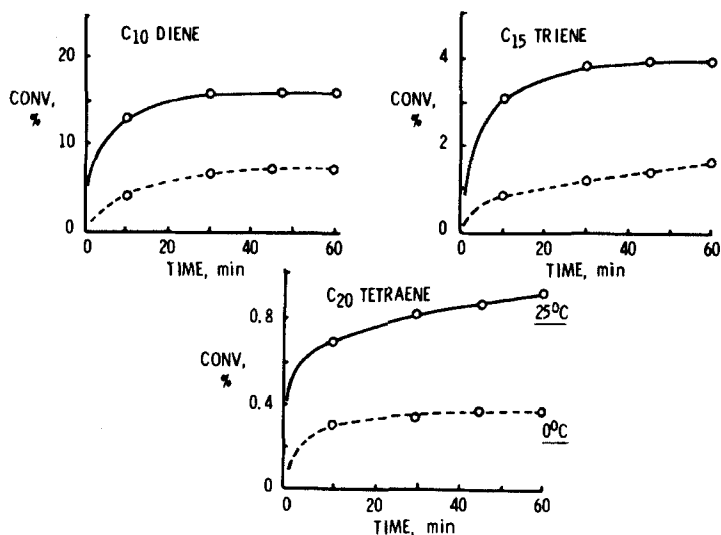 C10 DIENE
20
CONV,
%
10
0
0 20 40 60
TIME, min
C15 TRIENE
4
CONV,
%
2
0
0 20 40 60
TIME, min
C20 TETRAENE
0.8
CONV,
%
0.4
0
0 20 40 60
TIME, min
25°C
0°C